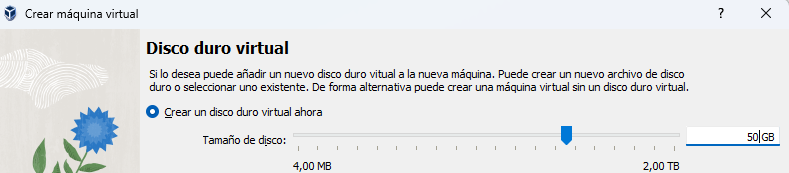 Crear máquina virtual
?
Disco duro virtual
Si lo desea puede añadir un nuevo disco duro vitual a la nueva máquina. Puede crear un nuevo archivo de disco
duro o seleccionar uno existente. De forma alternativa puede crear una máquina virtual sin un disco duro virtual.
Crear un disco duro virtual ahora
Tamaño de disco:
50 GB
4,00 MB
2,00 TB